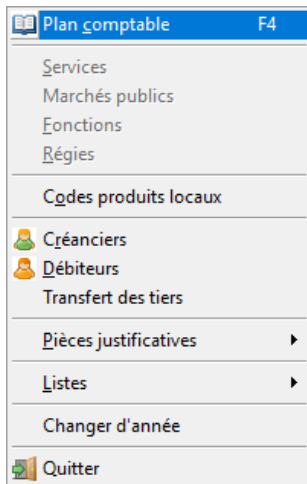 Plan comptable F4
Services
Marchés publics
Fonctions
Régies
Codes produits locaux
Créanciers
Débiteurs
Transfert des tiers
Pièces justificatives
Listes
Changer d'année
Quitter